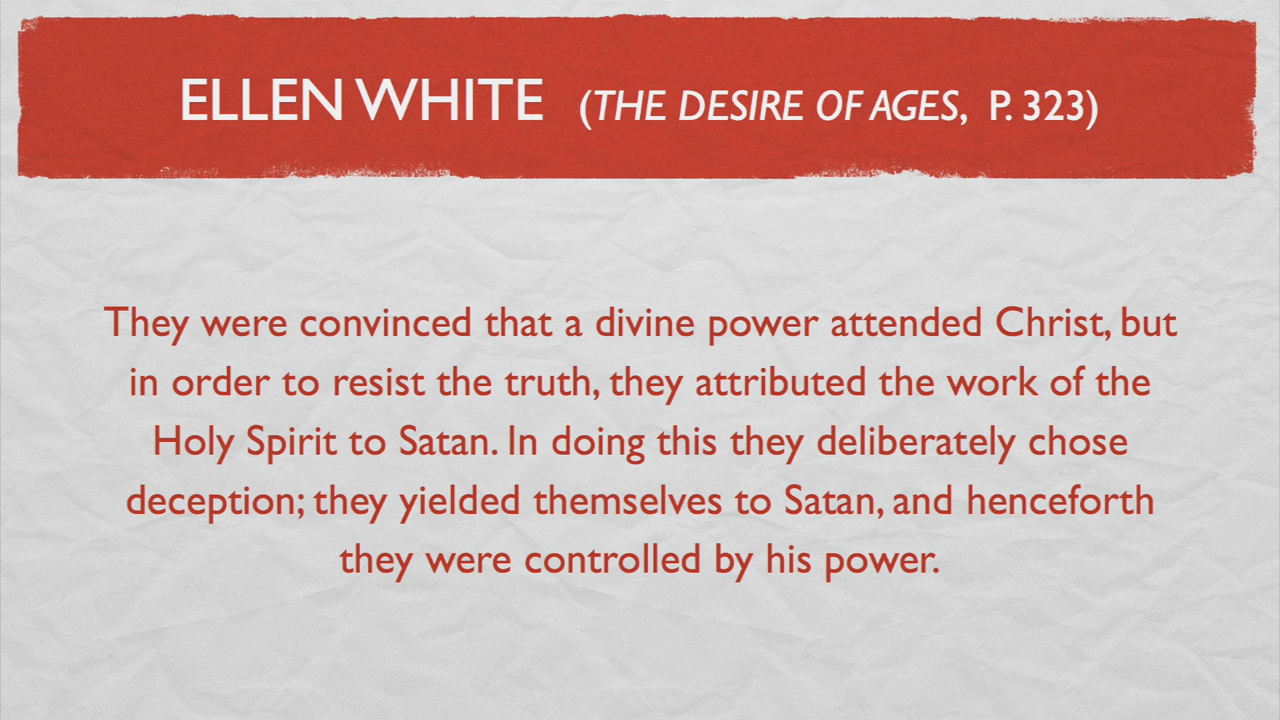 ELLEN WHITE (THE DESIRE OF AGES, P. 323)
They were convinced that a divine power attended Christ, but
in order to resist the truth, they attributed the work of the
Holy Spirit to Satan. In doing this they deliberately chose
deception; they yielded themselves to Satan, and henceforth
they were controlled by his power.